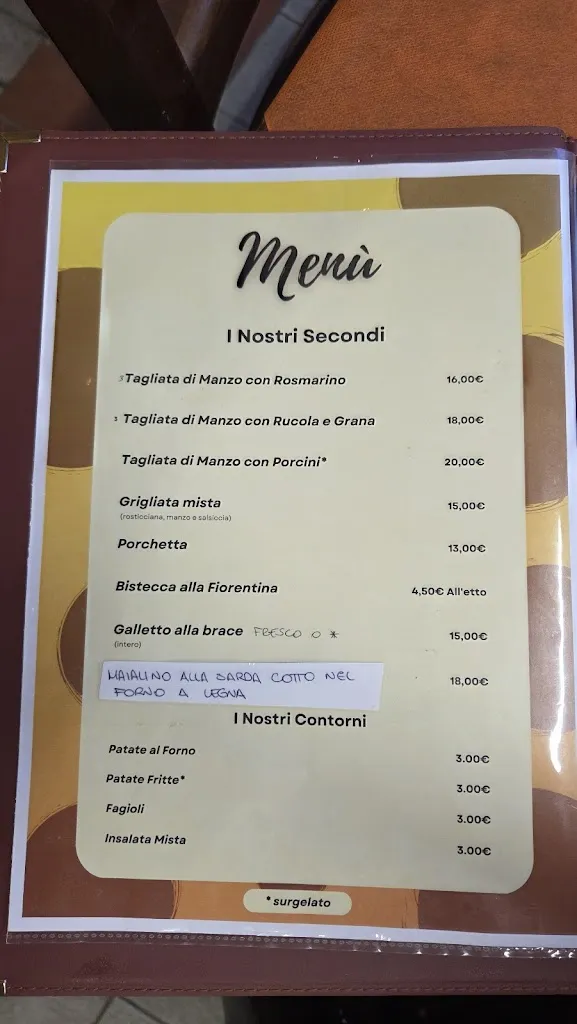 Menù
I Nostri Secondi
Tagliata di Manzo con Rosmarino 16,00€
Tagliata di Manzo con Rucola e Grana 18,00€
Tagliata di Manzo con Porcini* 20,00€
Grigliata mista 15,00€
(rosticciana, manzo e salsiccia)
Porchetta 13,00€
Bistecca alla Fiorentina 4,50€ All'etto
Galletto alla brace FRESCO O * 15,00€
(intero)
MAIALINO ALLA SARDA COTTO NEL 18,00€
FORNO A LEGNA
I Nostri Contorni
Patate al Forno 3.00€
Patate Fritte* 3.00€
Fagioli 3.00€
Insalata Mista 3.00€
* surgelato